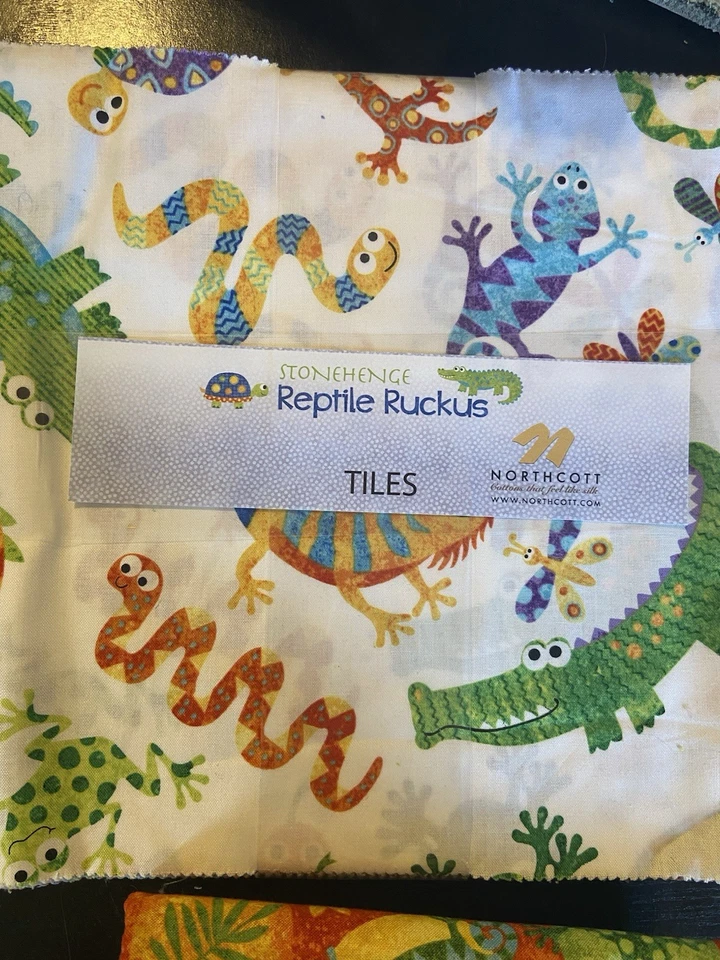 STONEHENGE
Reptile Ruckus
TILES
NORTHCOTT
Cottons that feel like silk
WWW.NORTHCOTT.COM